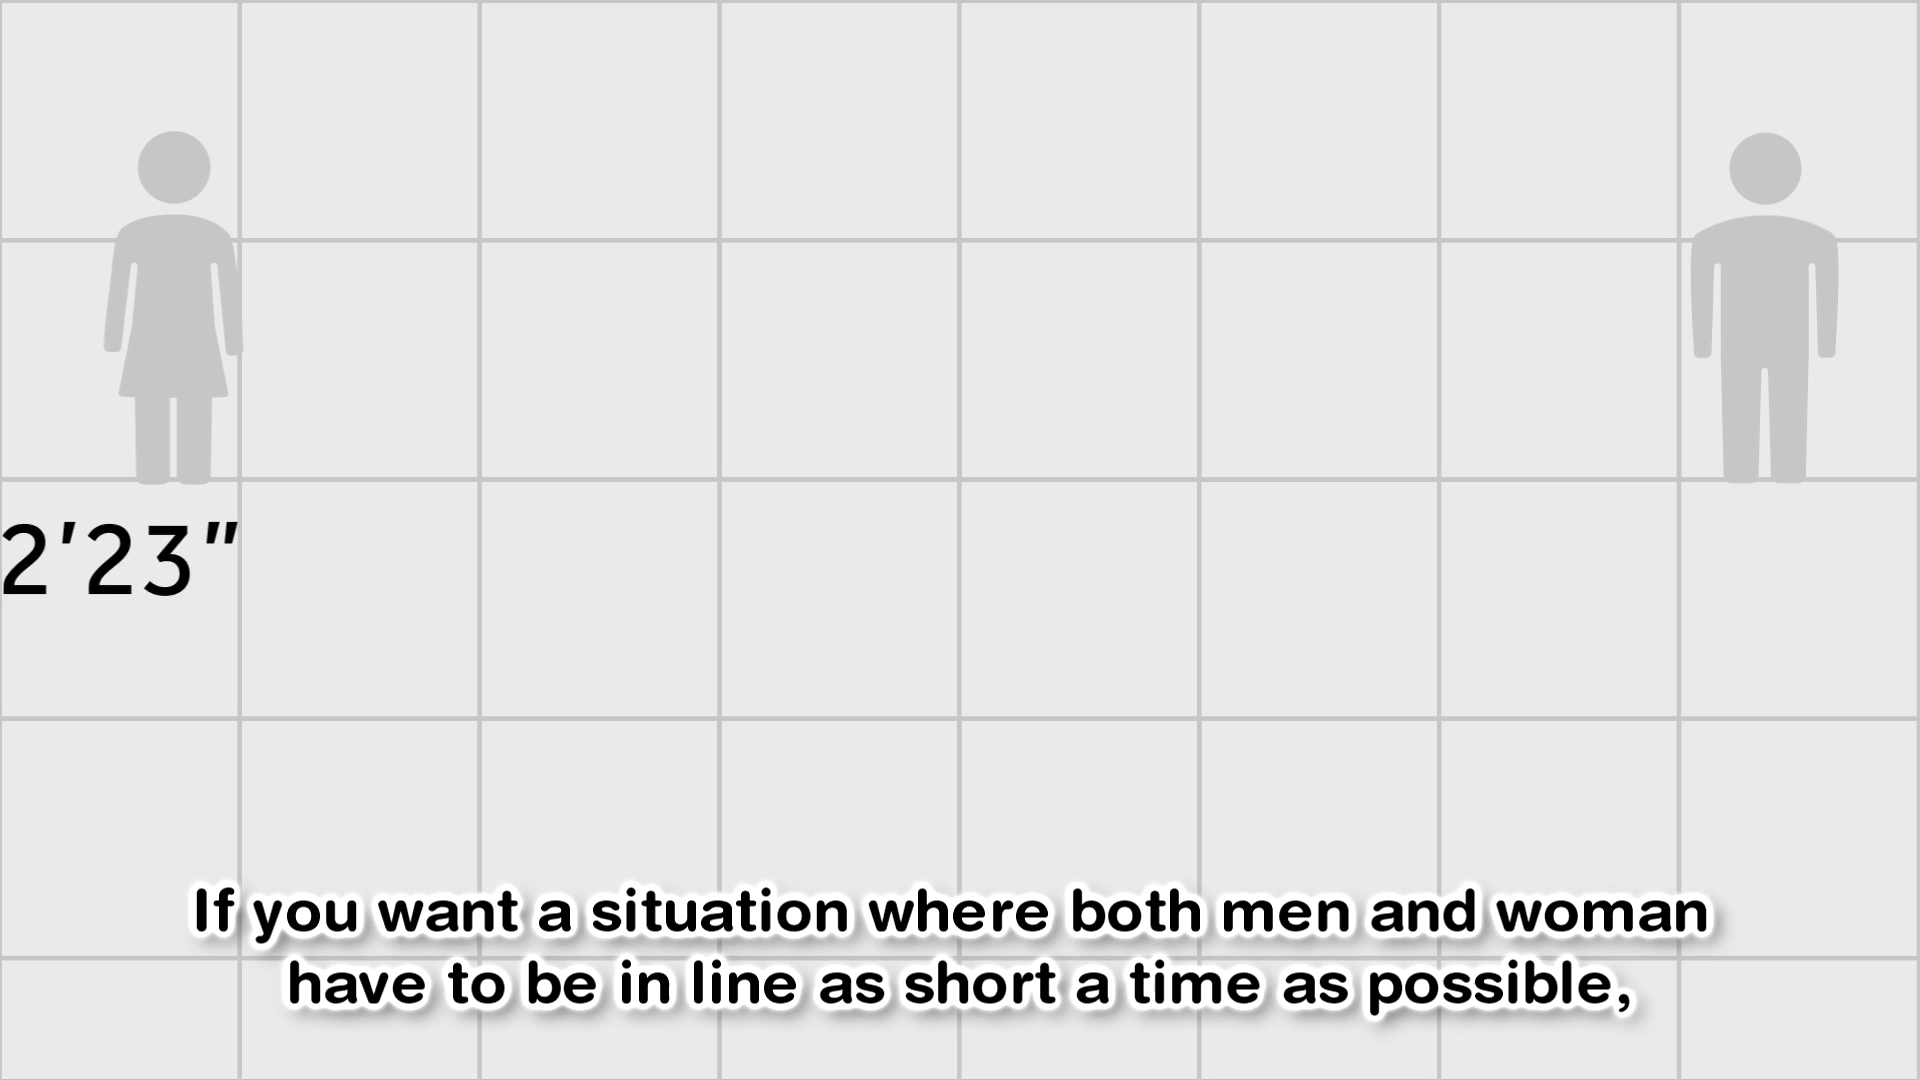 2'23"
If you want a situation where both men and woman
have to be in line as short a time as possible,